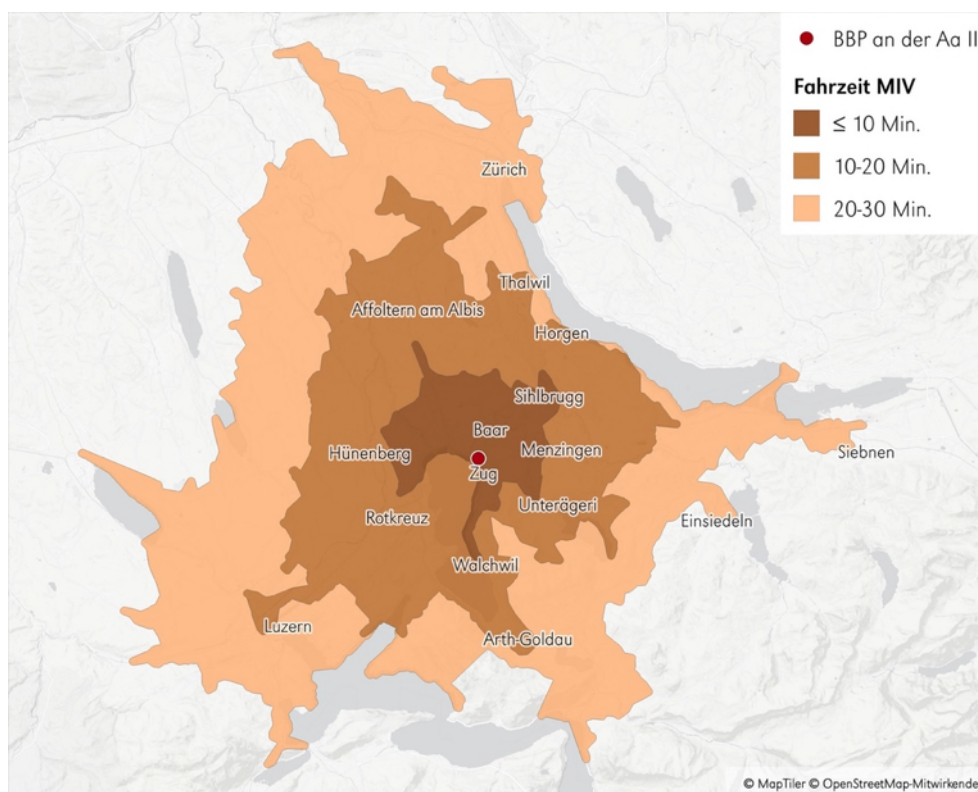 BBP an der Aa II
Fahrzeit MIV
≤ 10 Min.
10-20 Min.
20-30 Min.
Zürich
Thalwil
Affoltern am Albis
Horgen
Sihlbrugg
Baar
Hünenberg
Menzingen
Siebnen
Zug
Unterägeri
Rotkreuz
Einsiedeln
Walchwil
Luzern
Arth-Goldau
© MapTiler © OpenStreetMap-Mitwirkende